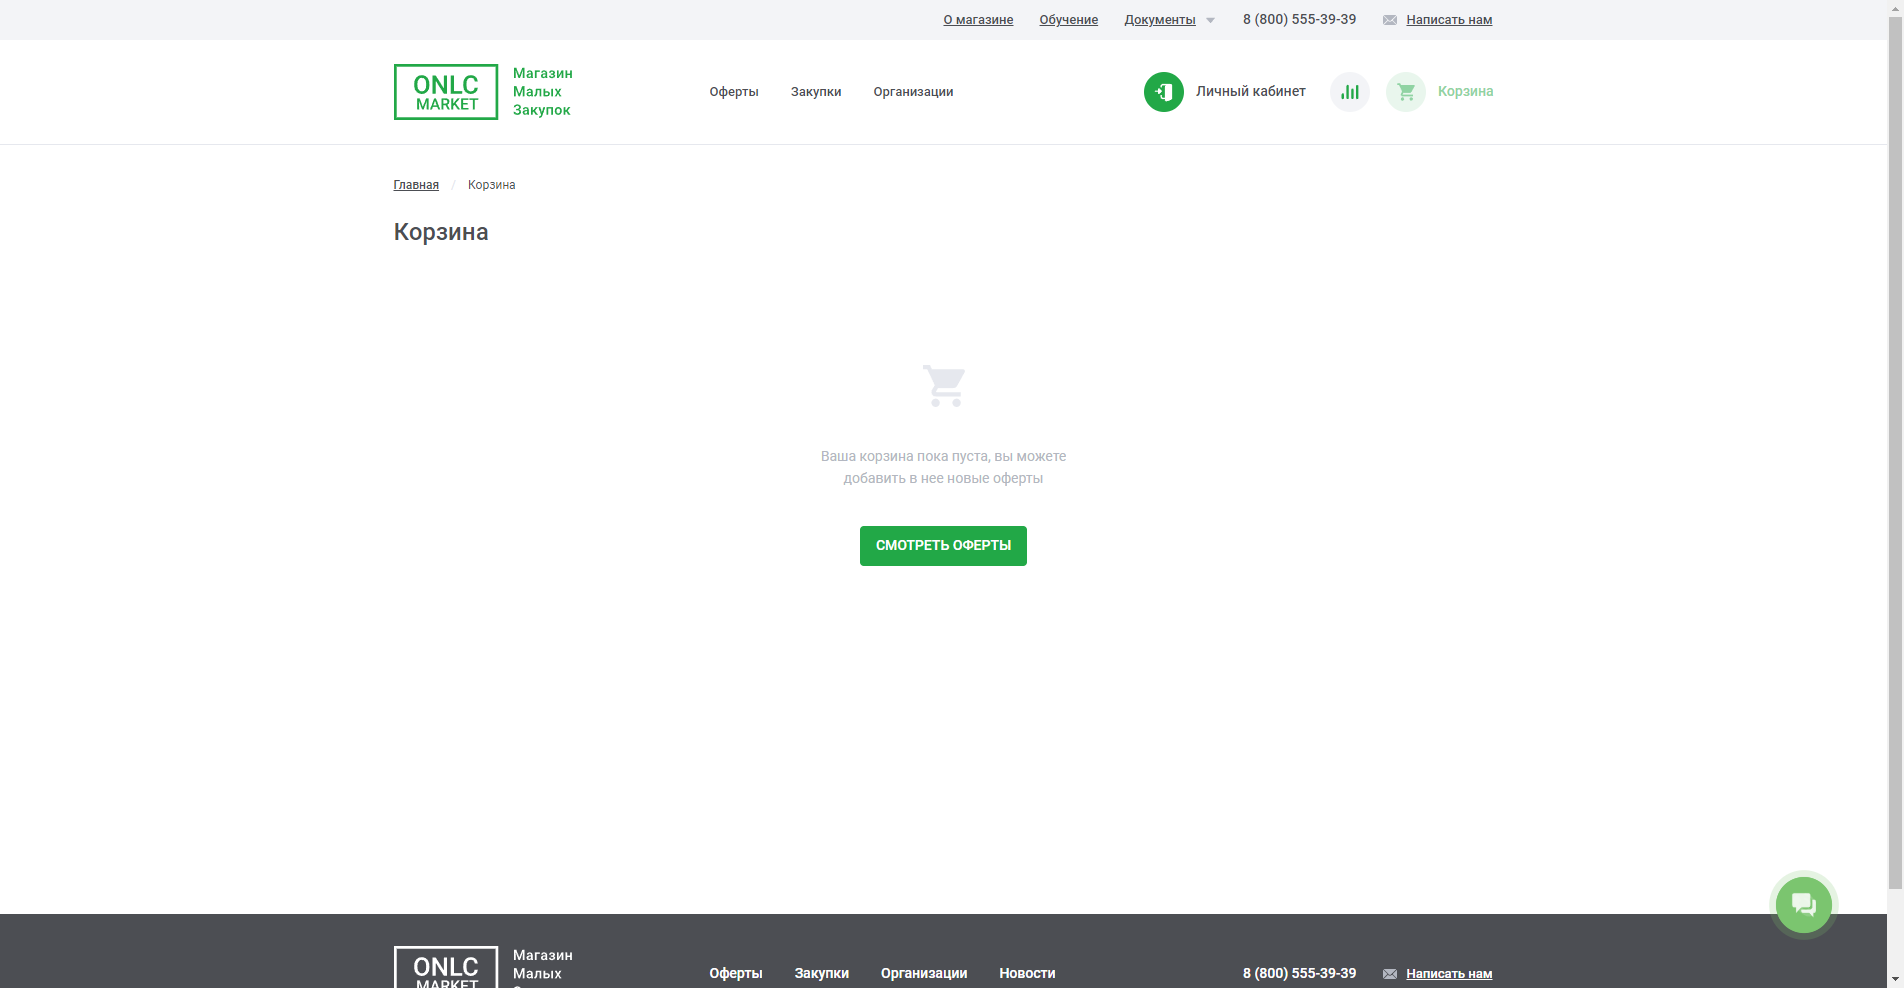 О магазине Обучение Документы 8 (800) 555-39-39 Написать нам
ONLC
MARKET
Магазин
Малых
Закупок
Оферты Закупки Организации
Личный кабинет
Корзина
Главная / Корзина
Корзина
Ваша корзина пока пуста, вы можете
добавить в нее новые оферты
СМОТРЕТЬ ОФЕРТЫ
ONLC
MARKET
Магазин
Малых
Оферты Закупки Организации Новости
8 (800) 555-39-39 Написать нам